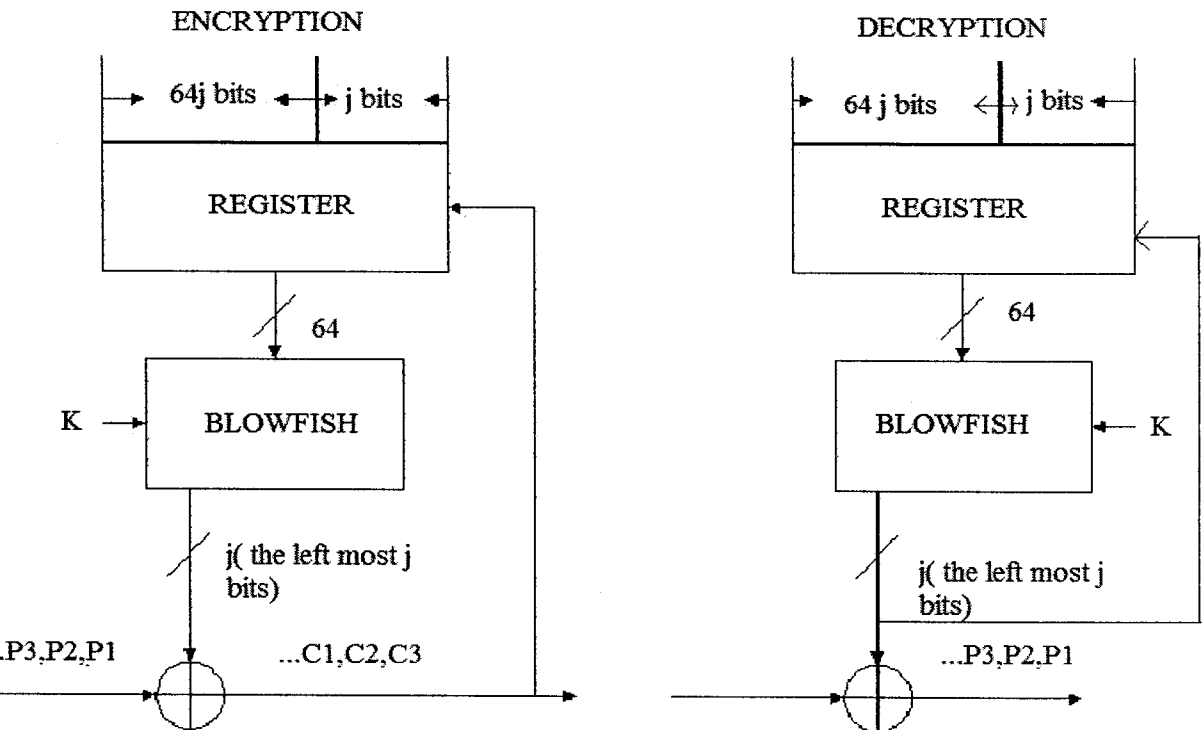 ENCRYPTION
64j bits
j bits
REGISTER
64
K
BLOWFISH
j( the left most j
bits)
.P3,P2,P1
...C1,C2,C3
DECRYPTION
64 j bits
j bits
REGISTER
64
BLOWFISH
K
j( the left most j
bits)
...P3,P2,P1